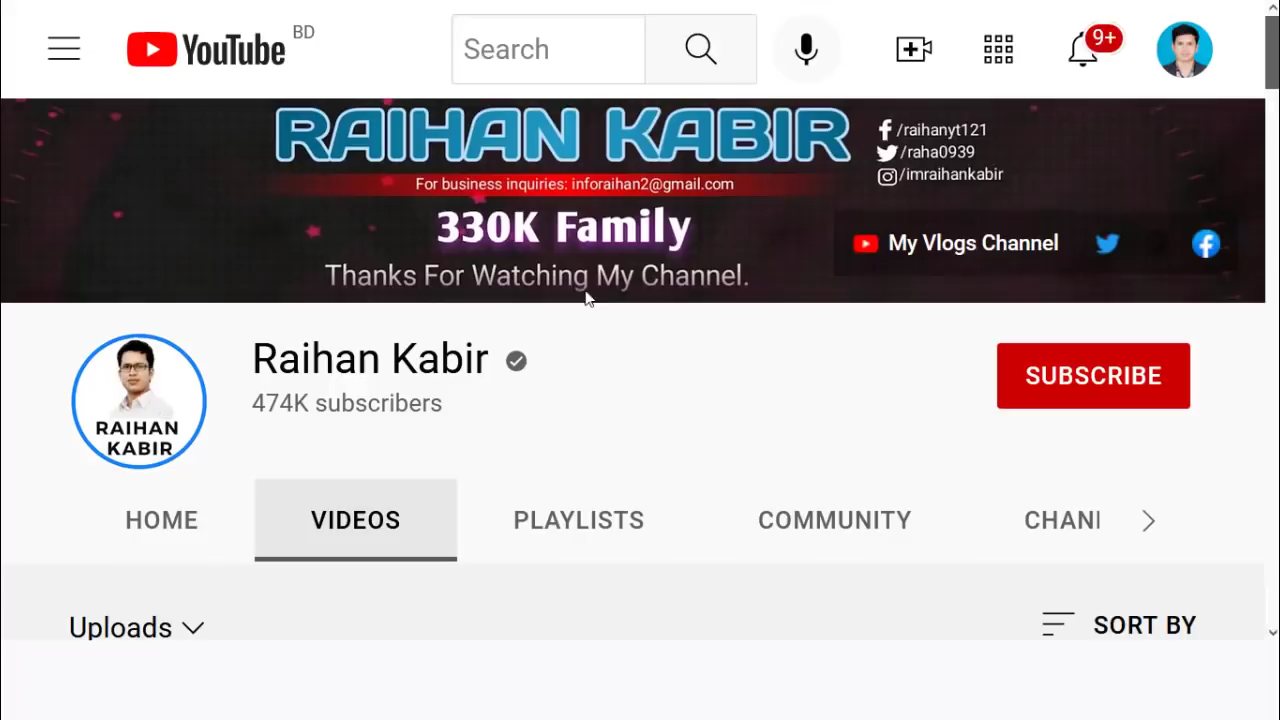 YouTube BD
Search
9+
RAIHAN KABIR
For business inquiries: inforaihan2@gmail.com
330K Family
Thanks For Watching My Channel.
/raihanyt121
/raha0939
/imraihankabir
My Vlogs Channel
RAIHAN
KABIR
Raihan Kabir
474K subscribers
SUBSCRIBE
HOME
VIDEOS
PLAYLISTS
COMMUNITY
CHANI
Uploads
SORT BY